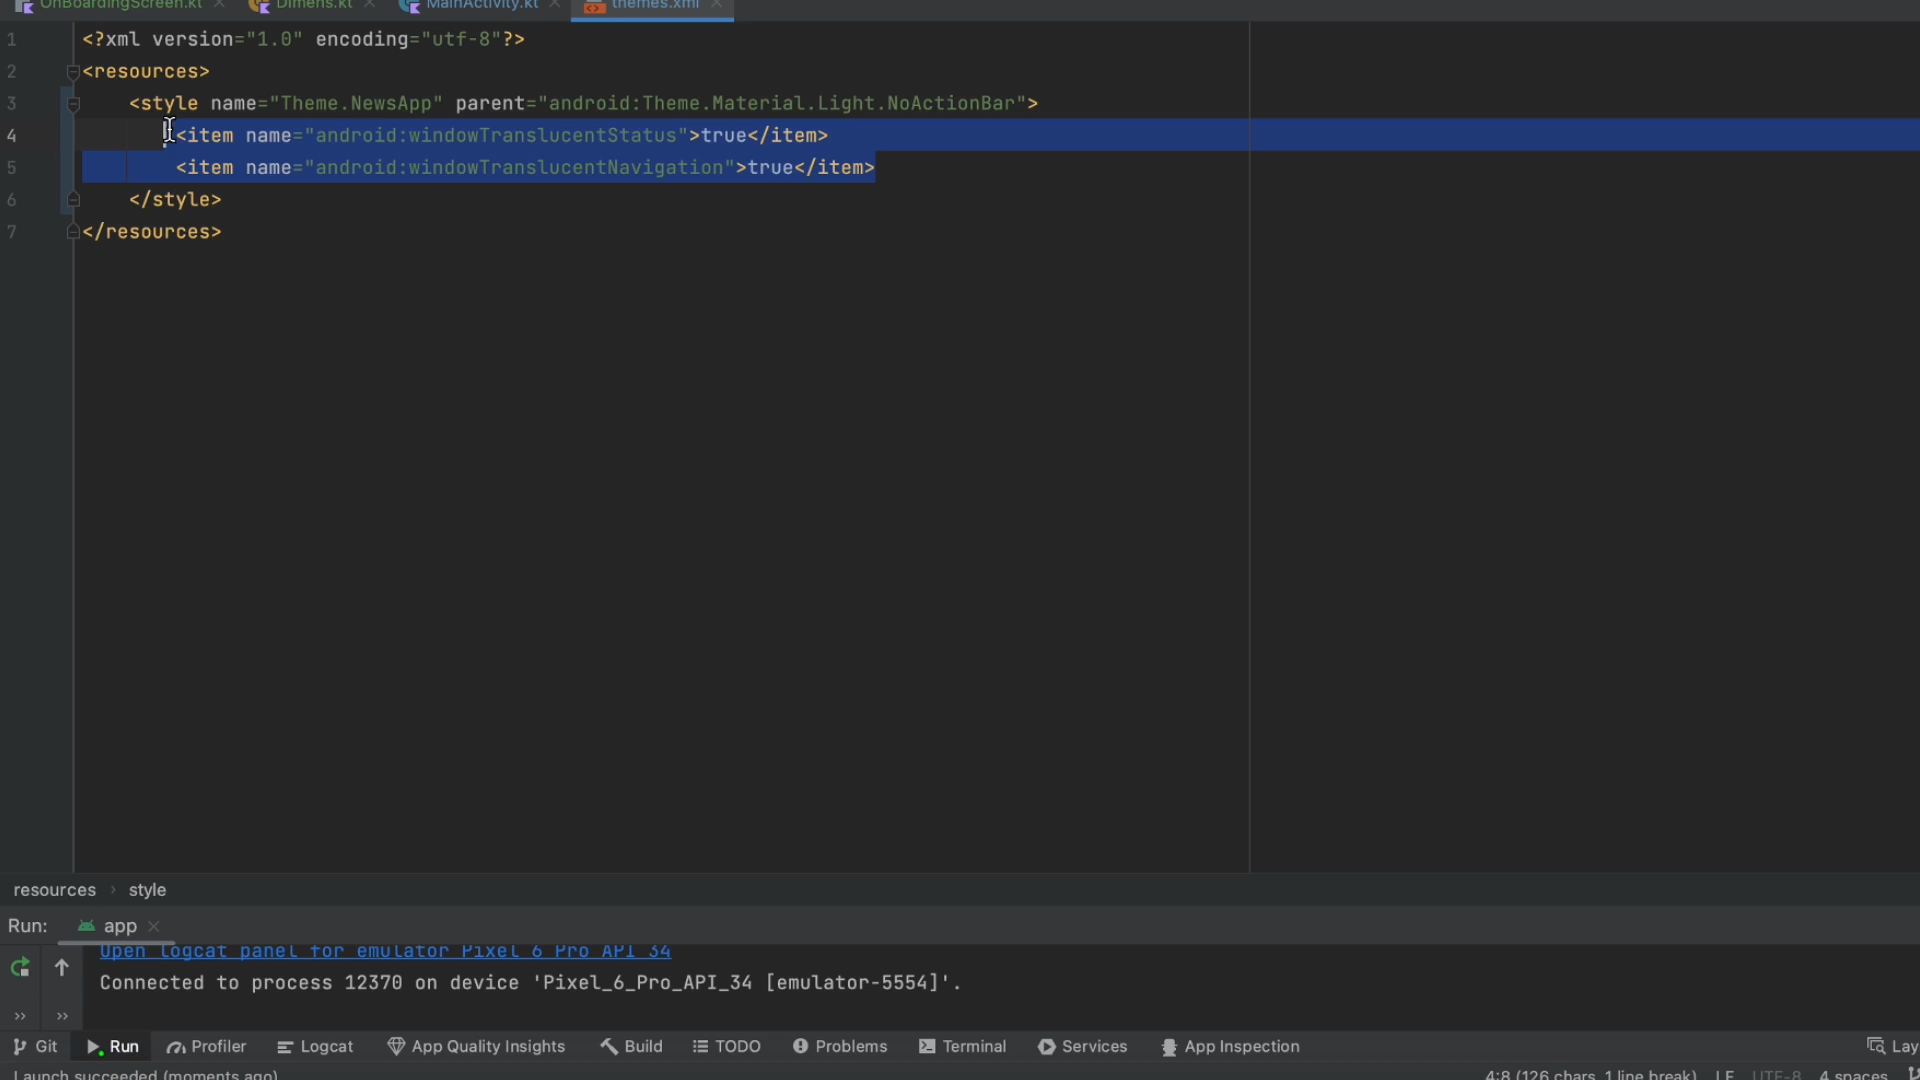 OnBoardingScreen.kt Dimens.kt MainActivity.kt themes.xml
1 <?xml version="1.0" encoding="utf-8"?>
2 <resources>
3 <style name="Theme.NewsApp" parent="android:Theme.Material.Light.NoActionBar">
4 <item name="android:windowTranslucentStatus">true</item>
5 <item name="android:windowTranslucentNavigation">true</item>
6 </style>
7 </resources>
resources › style
Run: app
Open logcat panel for emulator Pixel 6 Pro API 34
Connected to process 12370 on device 'Pixel_6_Pro_API_34 [emulator-5554]'.
Git Run Profiler Logcat App Quality Insights Build TODO Problems Terminal Services App Inspection Lay
Launch succeeded (moments ago) 4:8 (126 chars, 1 line break) LF UTF-8 4 spaces